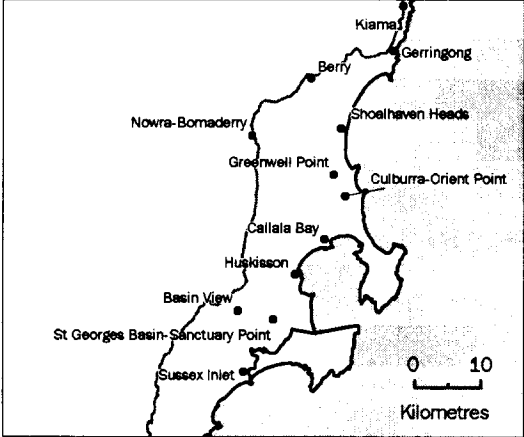 Kiama
Gerringong
Berry
Shoalhaven Heads
Nowra-Bomaderry
Greenwell Point
Culburra-Orient Point
Callala Bay
Huskisson
Basin View
St Georges Basin-Sanctuary Point
Sussex Inlet
0 10
Kilometres